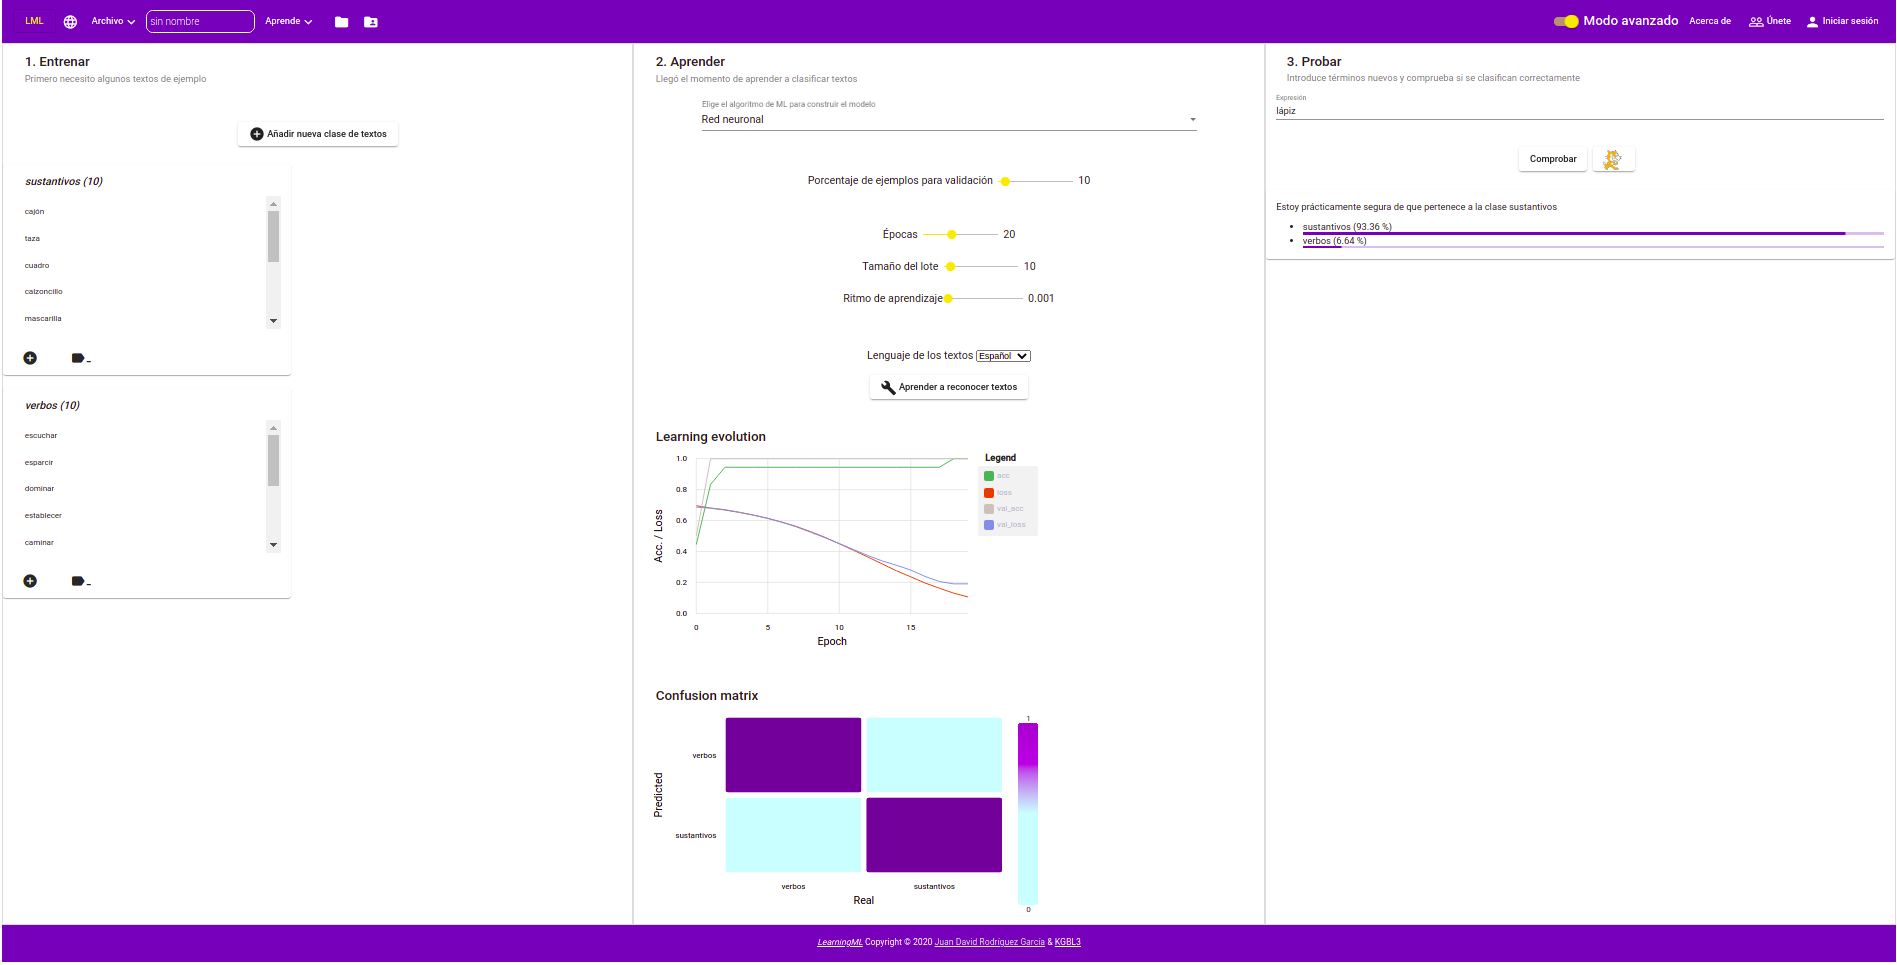 LML
Archivo
sin nombre
Aprende
Modo avanzado
Acerca de
Únete
Iniciar sesión
1. Entrenar
Primero necesito algunos textos de ejemplo
Añadir nueva clase de textos
sustantivos (10)
cajón
taza
cuadro
calzoncillo
mascarilla
verbos (10)
escuchar
esparcir
dominar
establecer
caminar
2. Aprender
Llegó el momento de aprender a clasificar textos
Elige el algoritmo de ML para construir el modelo
Red neuronal
Porcentaje de ejemplos para validación 10
Épocas 20
Tamaño del lote 10
Ritmo de aprendizaje 0.001
Lenguaje de los textos Español
Aprender a reconocer textos
Learning evolution
Acc. / Loss
1.0
0.8
0.6
0.4
0.2
0.0
0 5 10 15
Epoch
Legend
acc
loss
val_acc
val_loss
Confusion matrix
Predicted
verbos
sustantivos
verbos sustantivos
Real
1
0
3. Probar
Introduce términos nuevos y comprueba si se clasifican correctamente
Expresión
lápiz
Comprobar
Estoy prácticamente segura de que pertenece a la clase sustantivos
sustantivos (93.36 %)
verbos (6.64 %)
LearningML Copyright © 2020 Juan David Rodríguez García & KGBL3